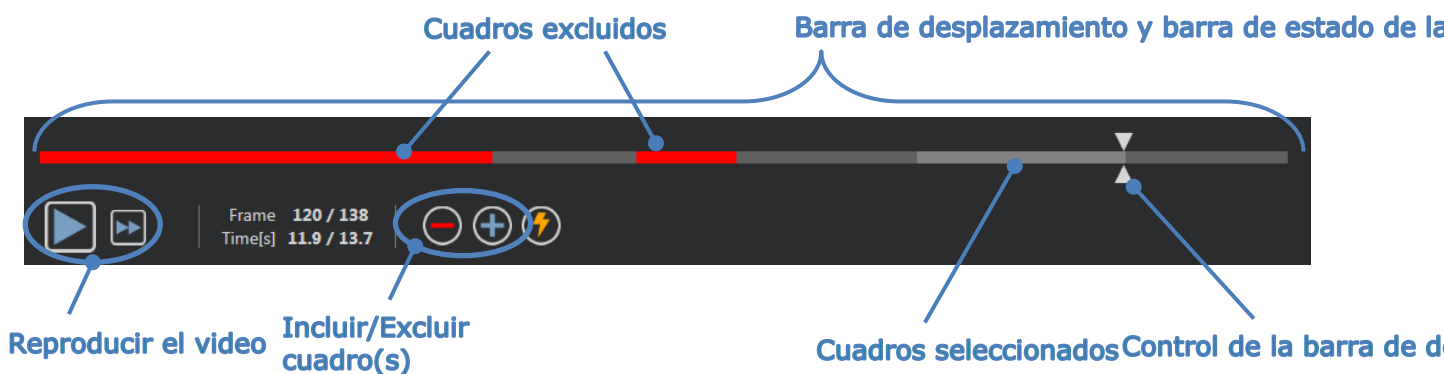 Cuadros excluidos
Barra de desplazamiento y barra de estado de la
Frame 120 / 138
Time[s] 11.9 / 13.7
Reproducir el video
Incluir/Excluir
cuadro(s)
Cuadros seleccionados
Control de la barra de